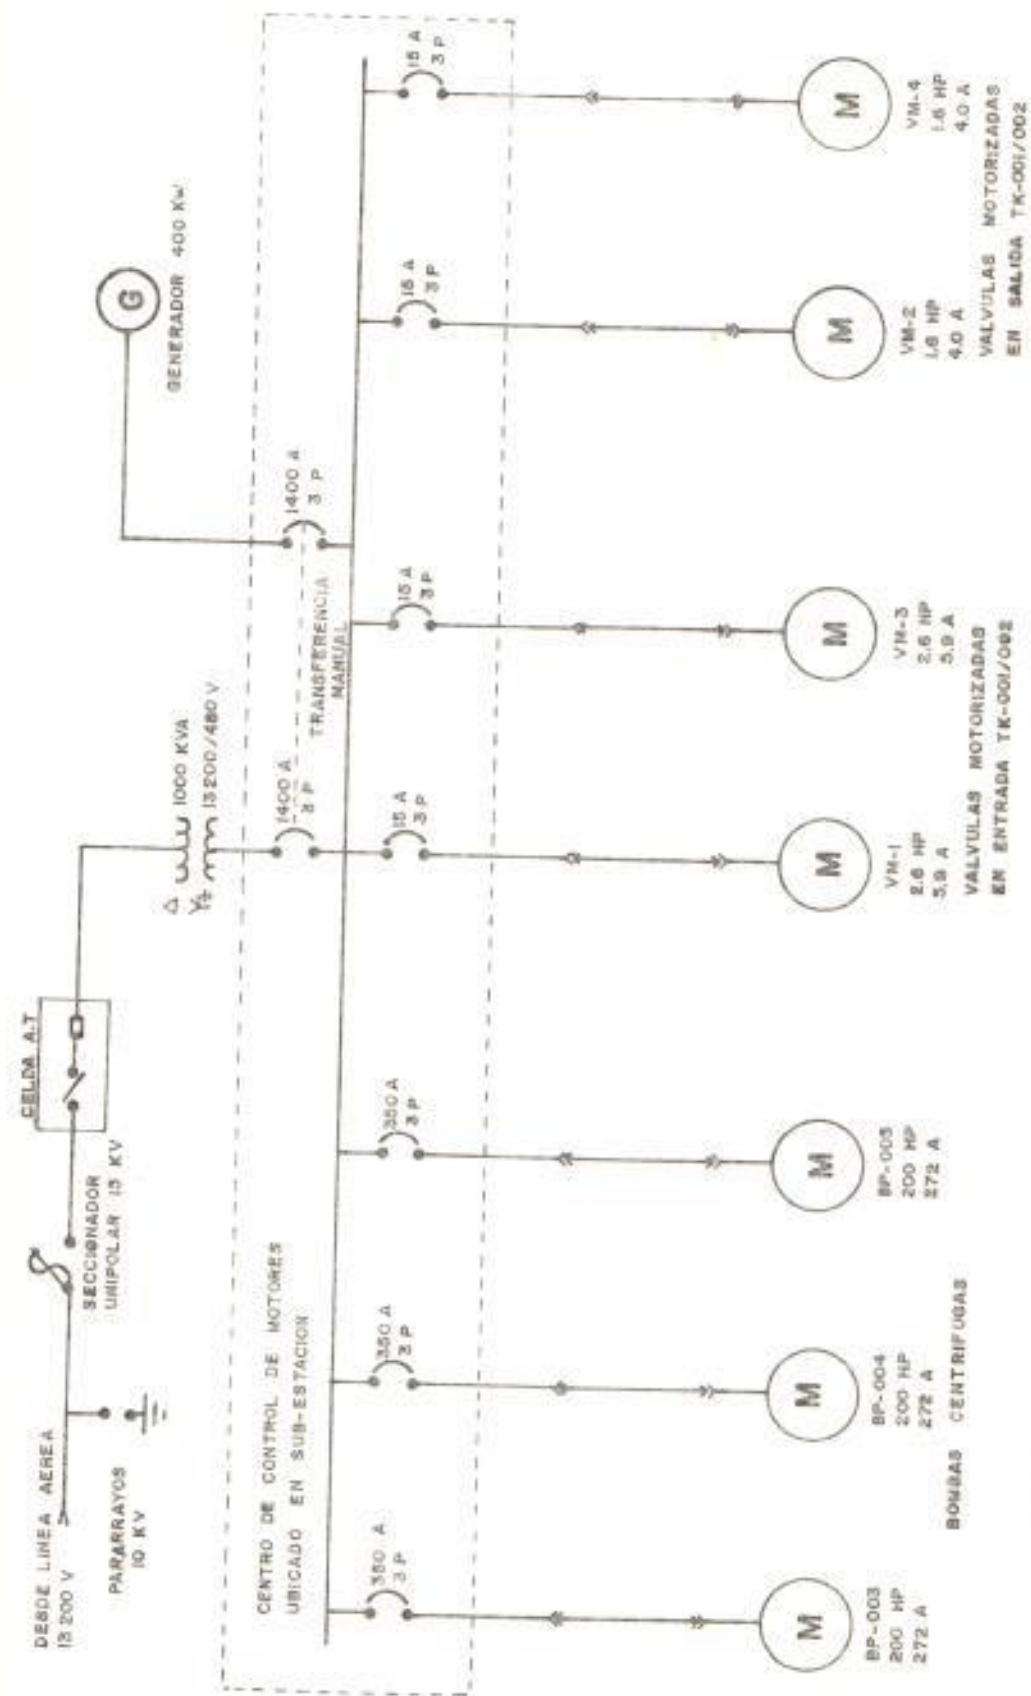 DESDE LINEA AEREA
13 200 V
PARARRAYOS
10 KV
SECCIONADOR
UNIPOLAR 15 KV
CELDA A.T
Δ
1000 KVA
13200/480 V
G
GENERADOR 400 Kw
CENTRO DE CONTROL DE MOTORES
UBICADO EN SUB-ESTACION
1400 A
3 P
TRANSFERENCIA
MANUAL
1400 A
3 P
350 A
3 P
350 A
3 P
350 A
3 P
15 A
3 P
15 A
3 P
15 A
3 P
15 A
3 P
M
M
M
M
M
M
M
BP-003
200 HP
272 A
BP-004
200 HP
272 A
BP-005
200 HP
272 A
BOMBAS CENTRIFUGAS
VM-1
2.6 HP
5.9 A
VM-3
2.6 HP
5.9 A
VALVULAS MOTORIZADAS
EN ENTRADA TK-001/002
VM-2
1.6 HP
4.0 A
VM-4
1.6 HP
4.0 A
VALVULAS MOTORIZADAS
EN SALIDA TK-001/002